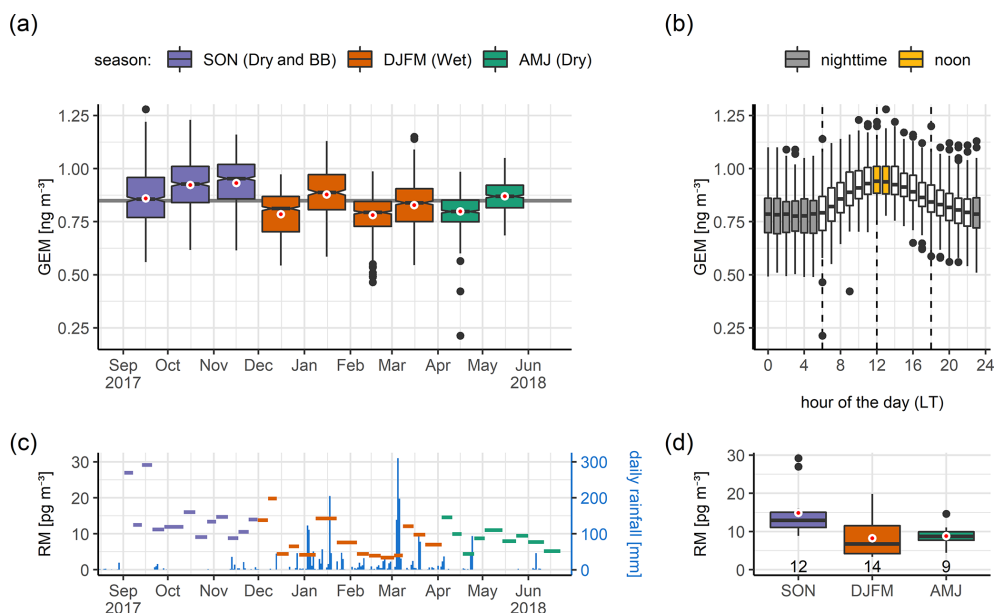 (a)
season: SON (Dry and BB) DJFM (Wet) AMJ (Dry)
GEM [ng m⁻³]
1.25
1.00
0.75
0.50
0.25
Sep Oct Nov Dec Jan Feb Mar Apr May Jun
2017 2018
(b)
nighttime noon
GEM [ng m⁻³]
1.25
1.00
0.75
0.50
0.25
0 4 8 12 16 20 24
hour of the day (LT)
(c)
RM [pg m⁻³]
30
20
10
0
300
200
100
0
daily rainfall [mm]
Sep Oct Nov Dec Jan Feb Mar Apr May Jun
2017 2018
(d)
RM [pg m⁻³]
30
20
10
0
12 14 9
SON DJFM AMJ